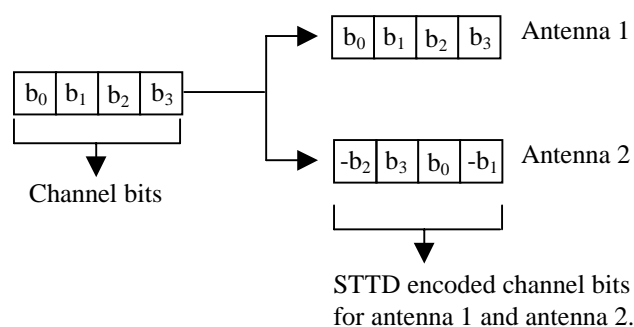 b₀ b₁ b₂ b₃ Antenna 1
b₀ b₁ b₂ b₃
-b₂ b₃ b₀ -b₁ Antenna 2
Channel bits
STTD encoded channel bits
for antenna 1 and antenna 2.